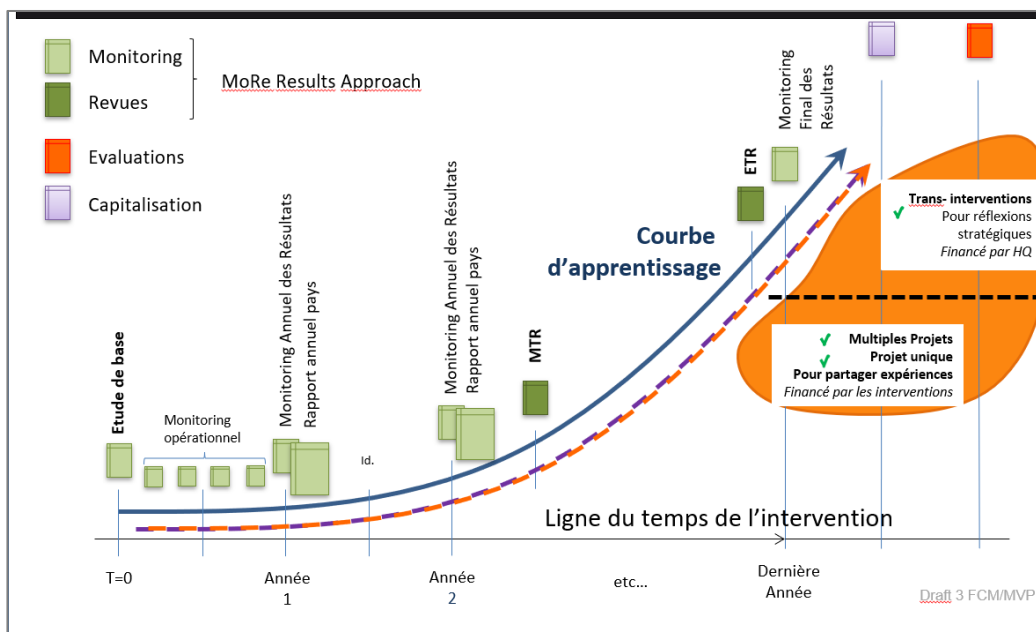 Monitoring
Revues
MoRe Results Approach
Evaluations
Capitalisation
Etude de base
Monitoring
opérationnel
Monitoring Annuel des Résultats
Rapport annuel pays
Id.
Monitoring Annuel des Résultats
Rapport annuel pays
MTR
Courbe
d’apprentissage
ETR
Monitoring
Final des
Résultats
Trans- interventions
Pour réflexions
stratégiques
Financé par HQ
Multiples Projets
Projet unique
Pour partager expériences
Financé par les interventions
Ligne du temps de l’intervention
T=0
Année
1
Année
2
etc...
Dernière
Année
Draft 3 FCM/MVP